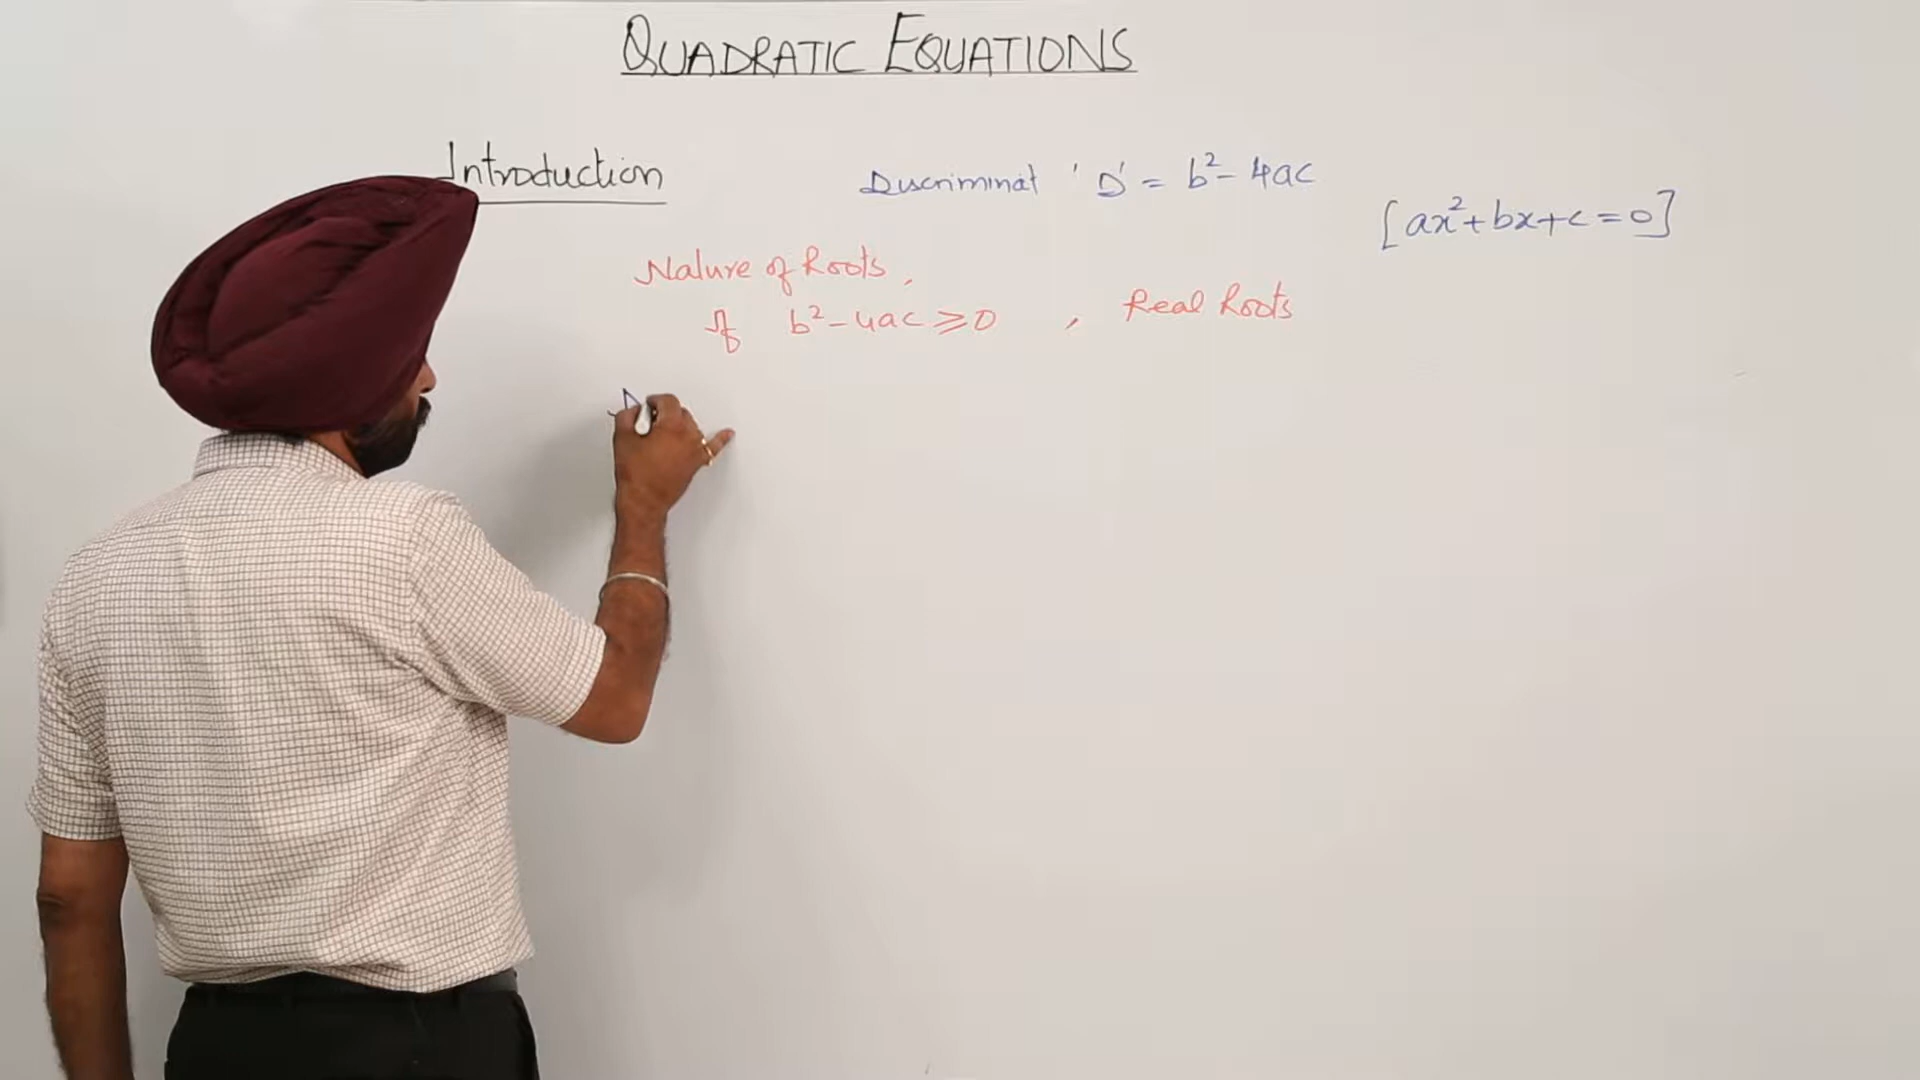 QUADRATIC EQUATIONS
Introduction
Discriminat 'D' = b² - 4ac
[ax² + bx + c = 0]
Nature of Roots,
If b² - 4ac ≥ 0 , Real Roots